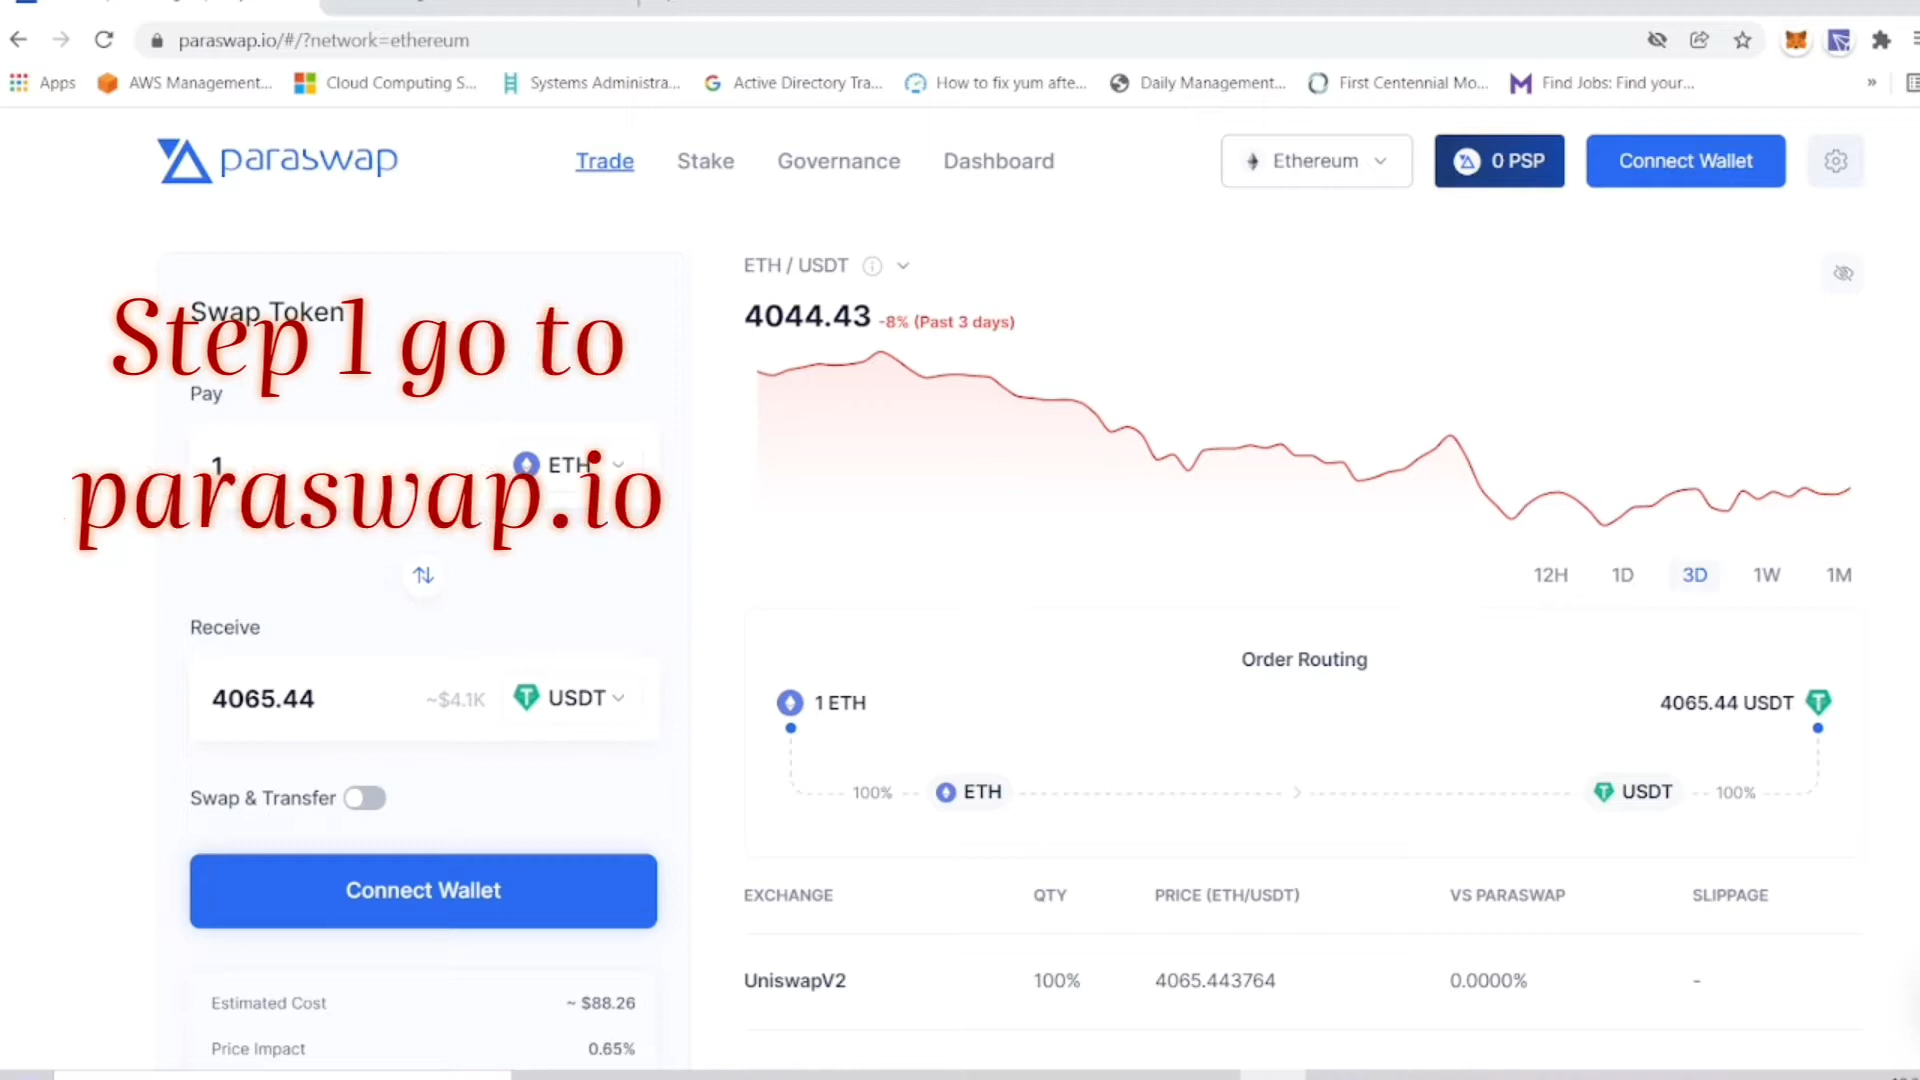 paraswap.io/#/?network=ethereum
Apps
AWS Management...
Cloud Computing S...
Systems Administra...
Active Directory Tra...
How to fix yum afte...
Daily Management...
First Centennial Mo...
Find Jobs: Find your...
»
paraswap
Trade
Stake
Governance
Dashboard
Ethereum
0 PSP
Connect Wallet
Swap Token
Step 1 go to
paraswap.io
Pay
1
ETH
Receive
4065.44
~$4.1K
USDT
Swap & Transfer
Connect Wallet
Estimated Cost
~ $88.26
Price Impact
0.65%
ETH / USDT
4044.43 -8% (Past 3 days)
12H
1D
3D
1W
1M
Order Routing
1 ETH
4065.44 USDT
100%
ETH
USDT
100%
EXCHANGE QTY PRICE (ETH/USDT) VS PARASWAP SLIPPAGE
UniswapV2 100% 4065.443764 0.0000% -